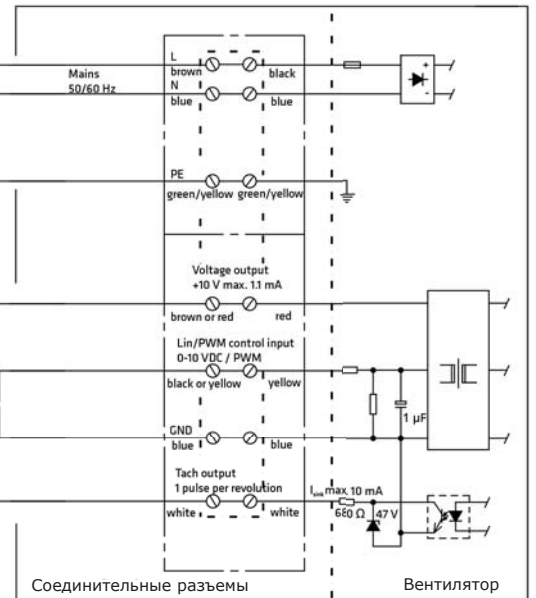 L
brown
black
Mains
50/60 Hz
N
blue
blue
+
-
PE
green/yellow
green/yellow
Voltage output
+10 V max. 1.1 mA
brown or red
red
Lin/PWM control input
0-10 VDC / PWM
black or yellow
yellow
1 µF
GND
blue
blue
Tach output
1 pulse per revolution
white
white
Isink max. 10 mA
680 Ω
47 V
Соединительные разъемы
Вентилятор